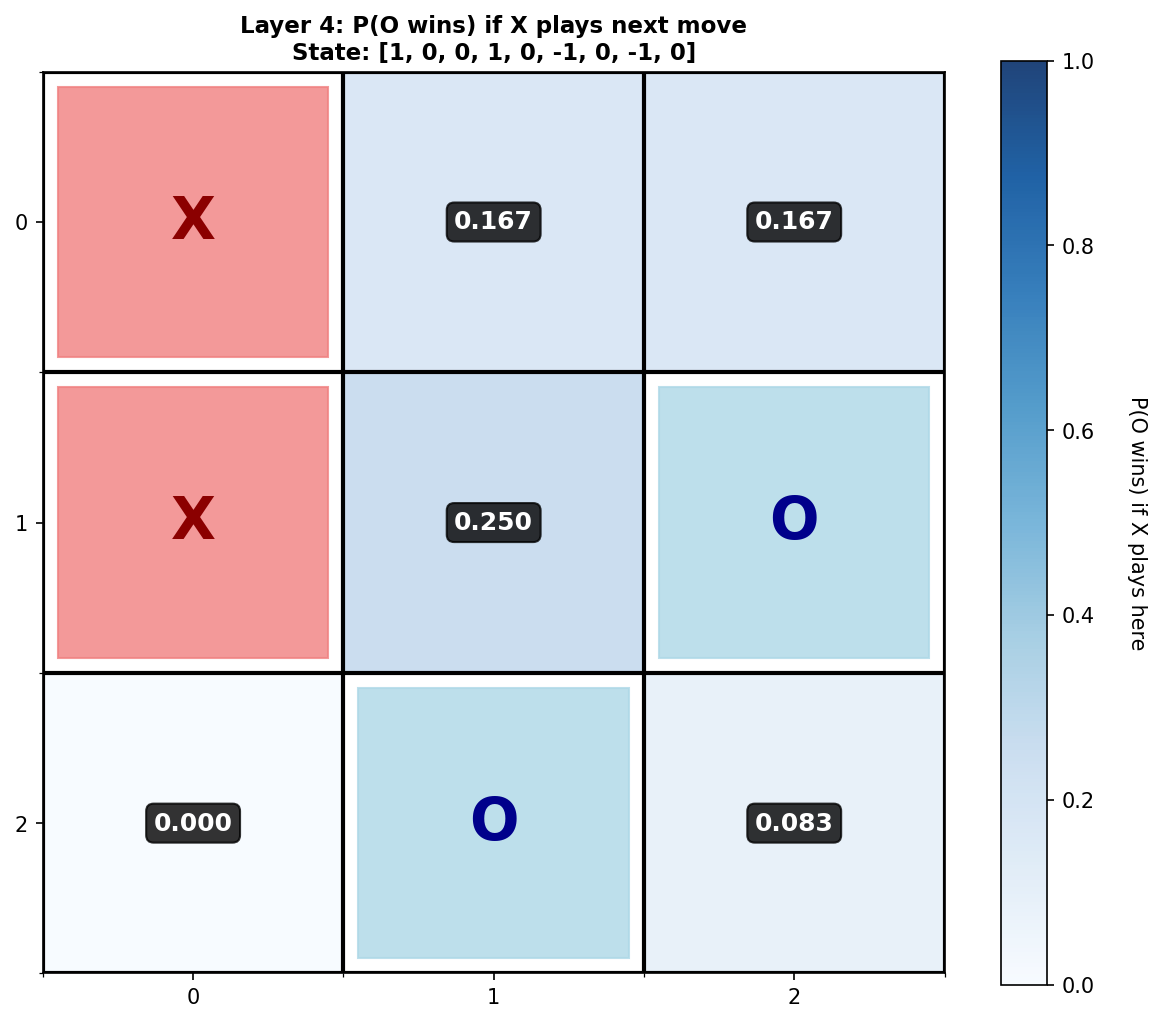 Layer 4: P(O wins) if X plays next move
State: [1, 0, 0, 1, 0, -1, 0, -1, 0]
0
X
0.167
0.167
1
X
0.250
O
2
0.000
O
0.083
0
1
2
1.0
0.8
0.6
0.4
0.2
0.0
P(O wins) if X plays here